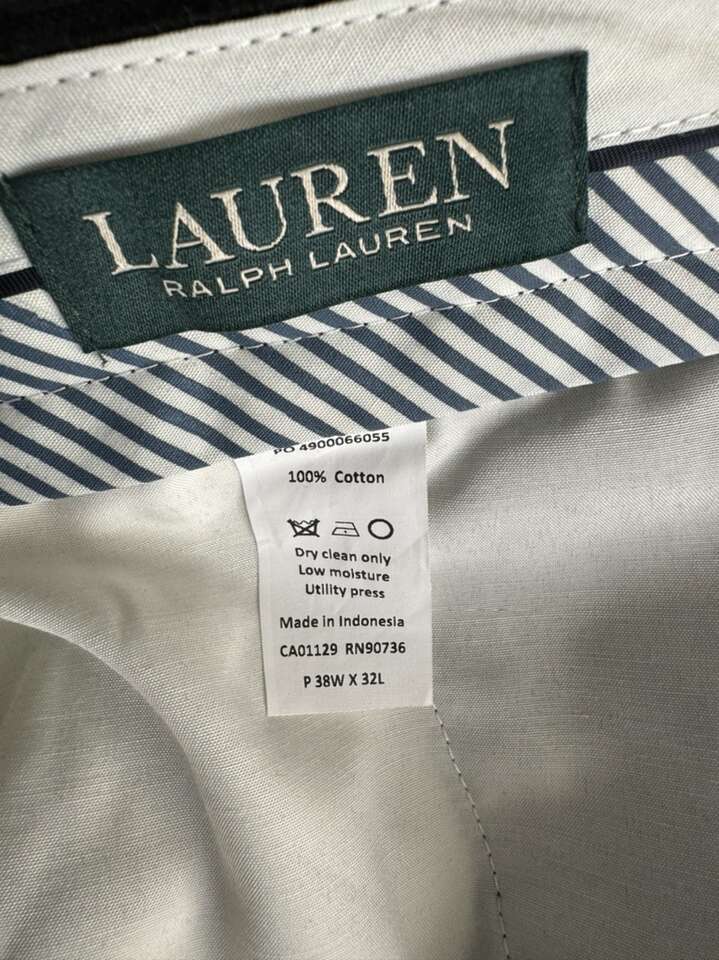 LAUREN
RALPH LAUREN
PO 4900066055
100% Cotton
Dry clean only
Low moisture
Utility press
Made in Indonesia
CA01129 RN90736
P 38W X 32L